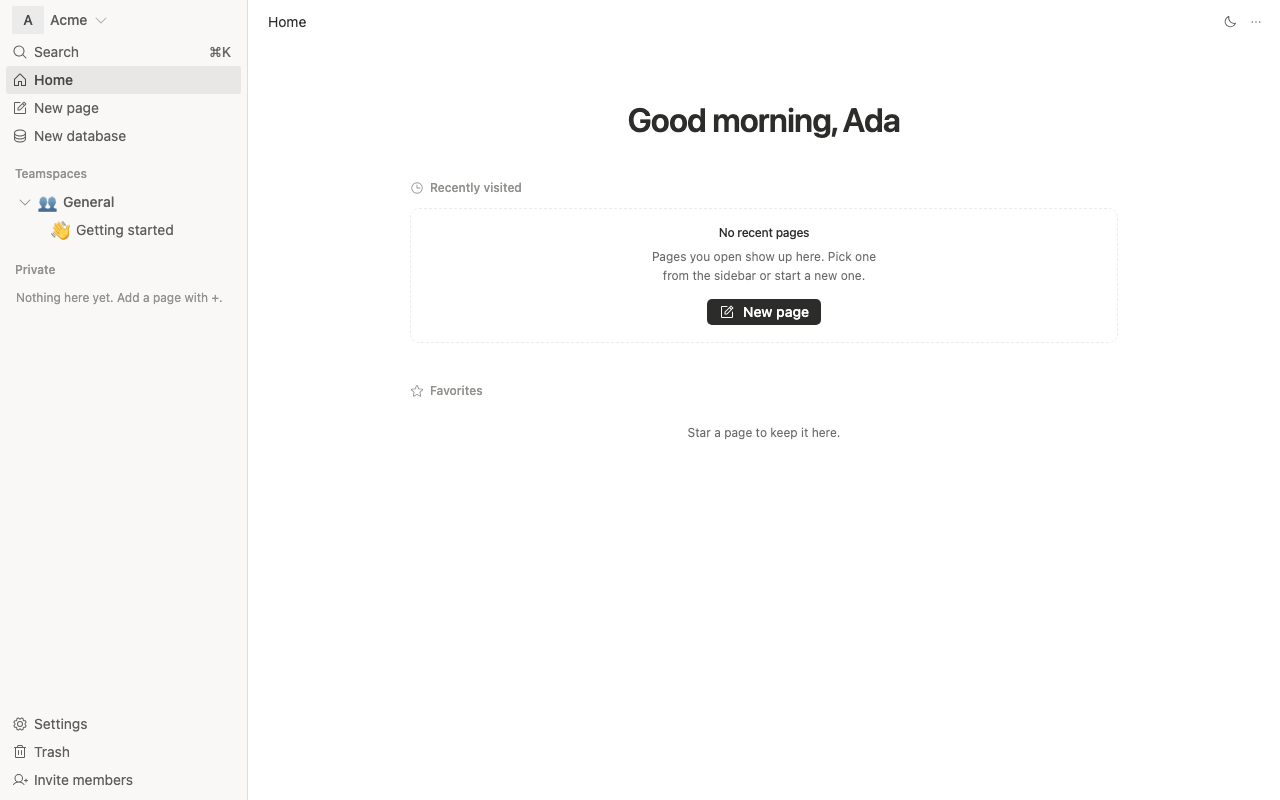 A Acme
Search ⌘K
Home
New page
New database
Teamspaces
General
Getting started
Private
Nothing here yet. Add a page with +.
Settings
Trash
Invite members
Home
Good morning, Ada
Recently visited
No recent pages
Pages you open show up here. Pick one
from the sidebar or start a new one.
New page
Favorites
Star a page to keep it here.